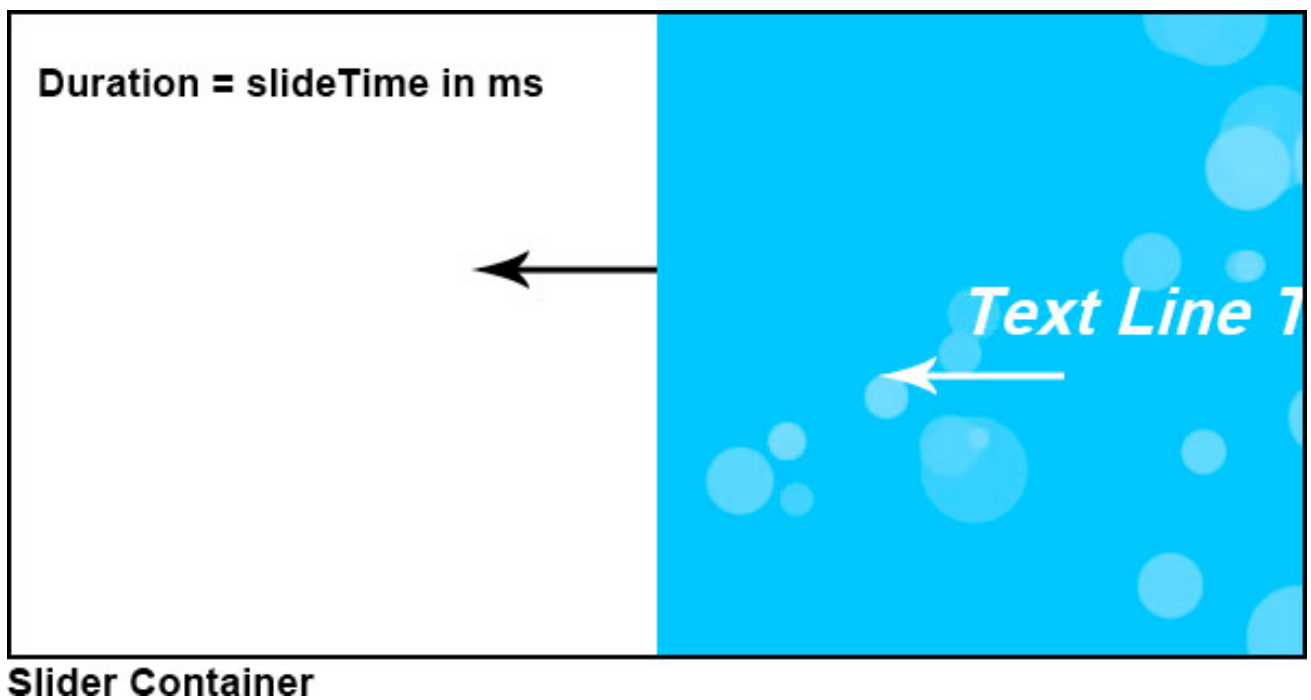 Duration = slideTime in ms
Text Line T
Slider Container